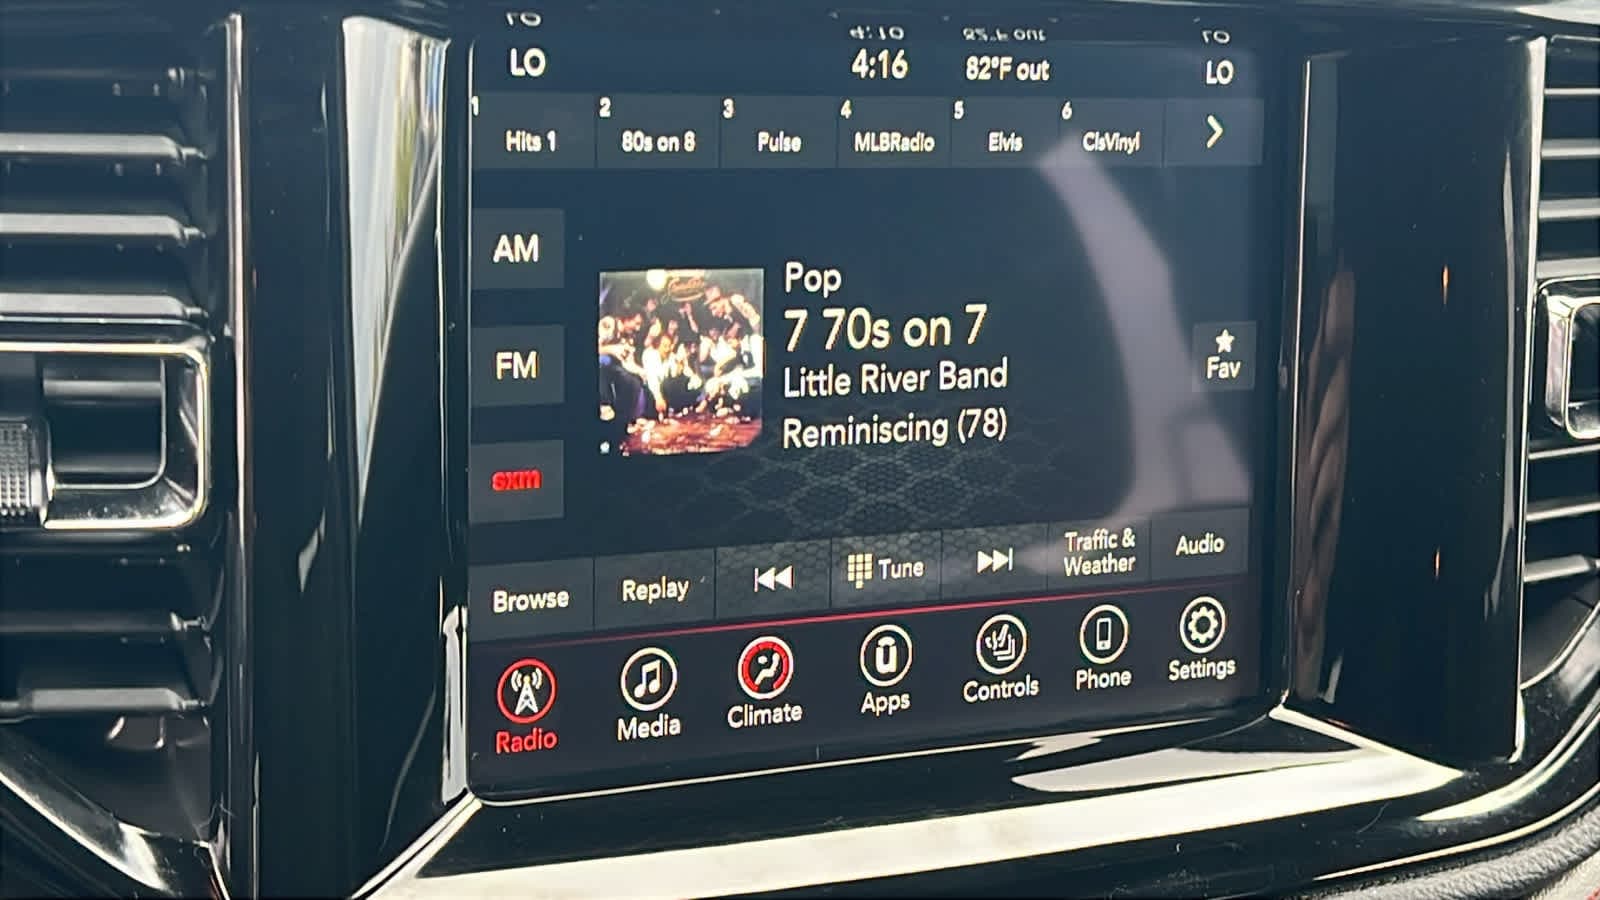 LO 4:16 82°F out LO
1 Hits 1 2 80s on 8 3 Pulse 4 MLBRadio 5 Elvis 6 ClsVinyl
AM
FM
sxm
Pop
7 70s on 7
Little River Band
Reminiscing (78)
Fav
Browse Replay Tune Traffic & Weather Audio
Radio Media Climate Apps Controls Phone Settings